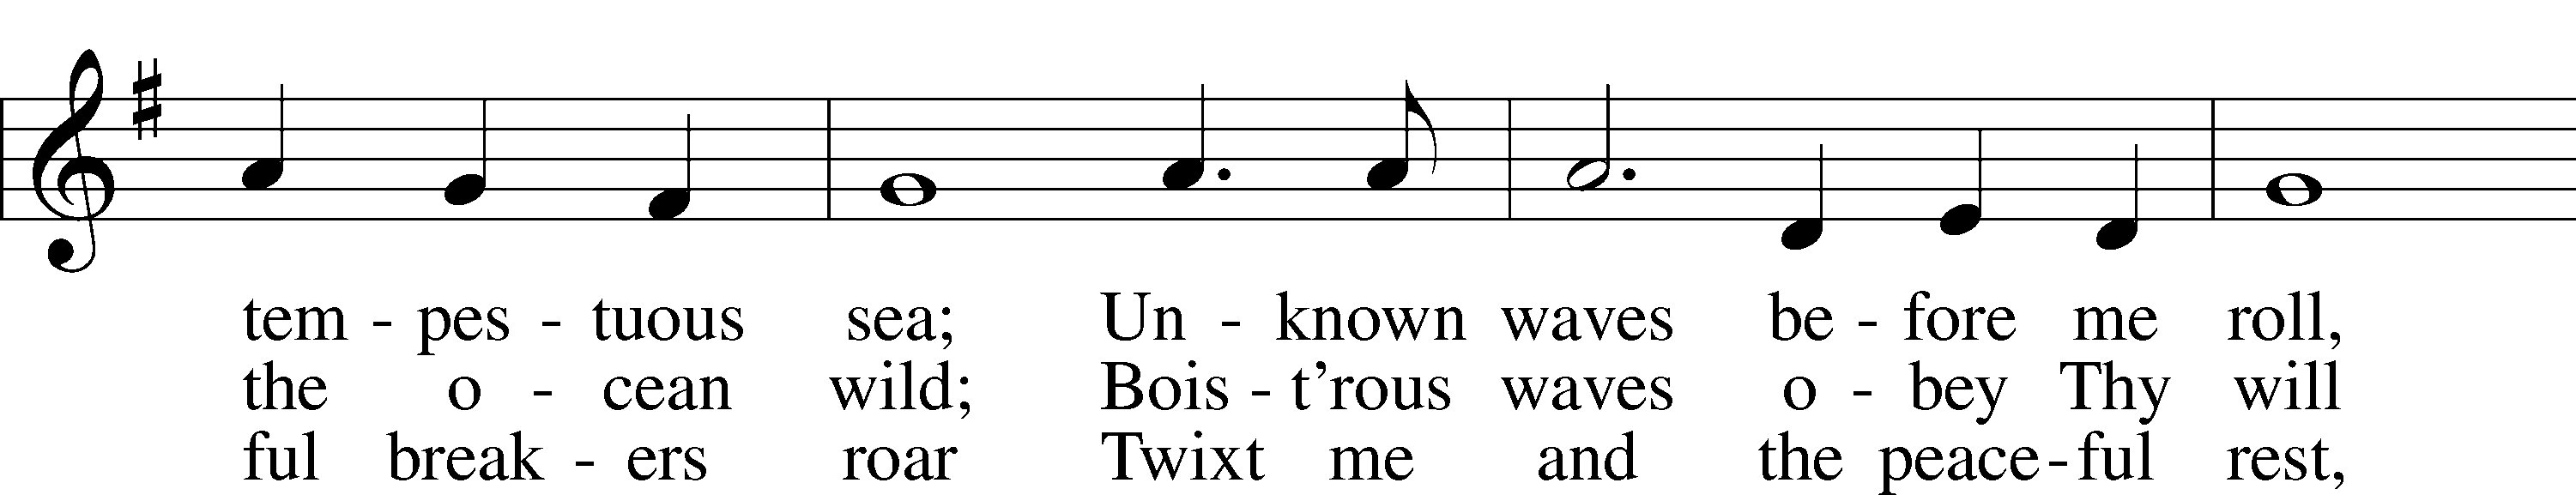 tem - pes - tuous sea; Un - known waves be - fore me roll,
the o - cean wild; Bois - t’rous waves o - bey Thy will
ful break - ers roar Twixt me and the peace - ful rest,